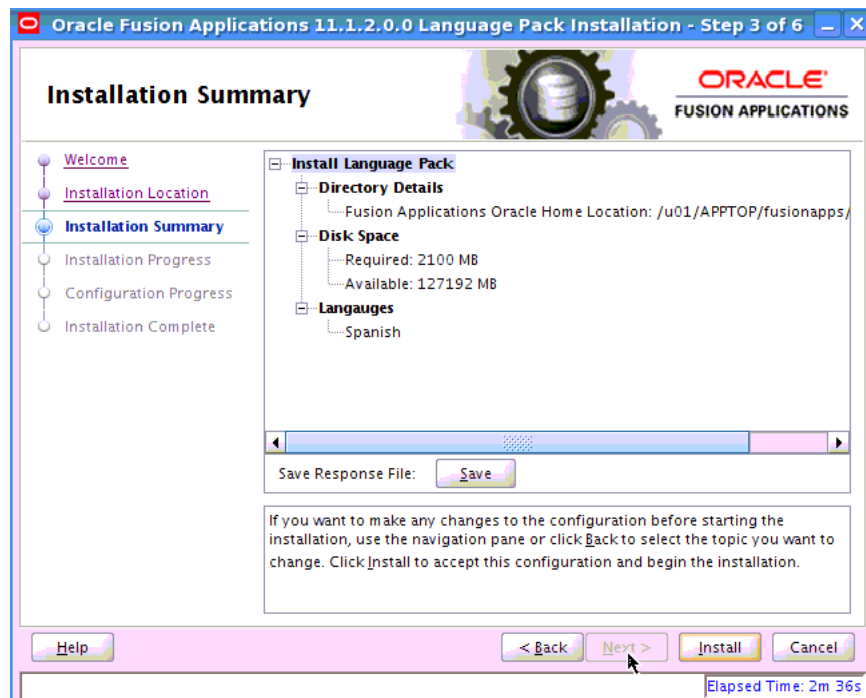 Oracle Fusion Applications 11.1.2.0.0 Language Pack Installation - Step 3 of 6
Installation Summary
ORACLE
FUSION APPLICATIONS
Welcome
Installation Location
Installation Summary
Installation Progress
Configuration Progress
Installation Complete
Install Language Pack
Directory Details
Fusion Applications Oracle Home Location: /u01/APPTOP/fusionapps/
Disk Space
Required: 2100 MB
Available: 127192 MB
Langauges
Spanish
Save Response File:
Save
If you want to make any changes to the configuration before starting the
installation, use the navigation pane or click Back to select the topic you want to
change. Click Install to accept this configuration and begin the installation.
Help
< Back
Next >
Install
Cancel
Elapsed Time: 2m 36s